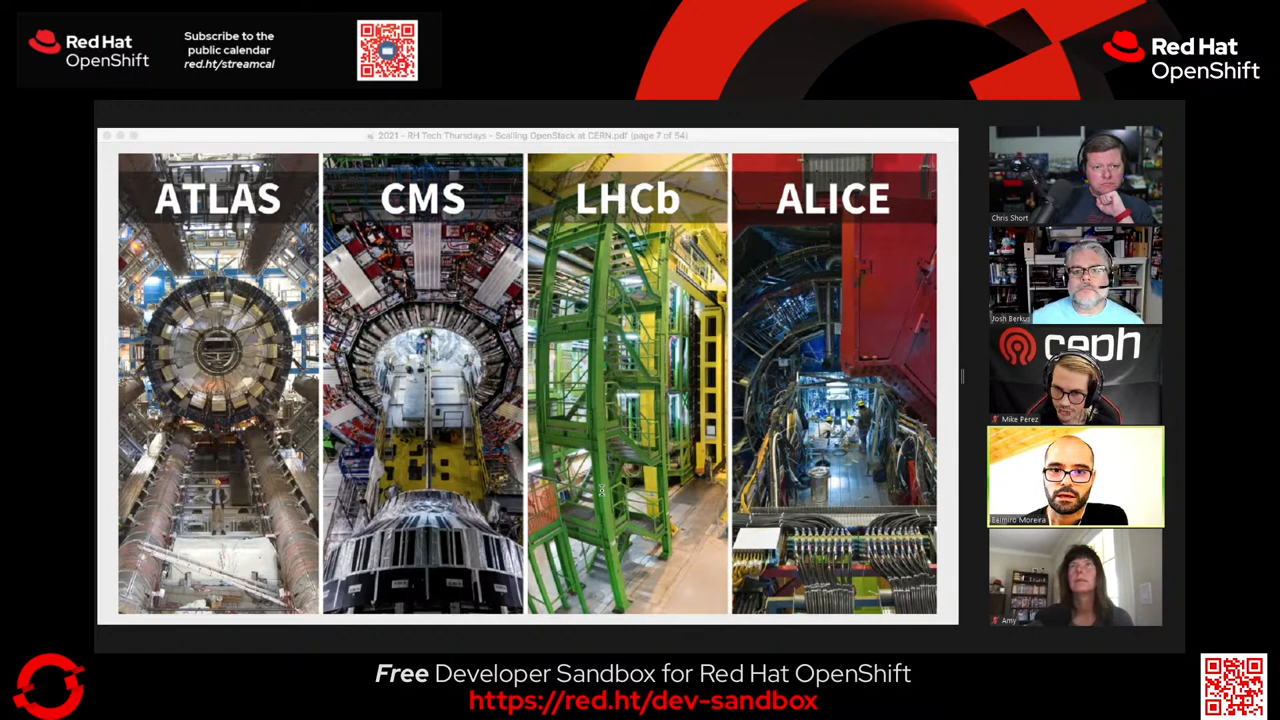 Red Hat
OpenShift
Subscribe to the
public calendar
red.ht/streamcal
Red Hat
OpenShift
2021 - RH Tech Thursdays - Scalling OpenStack at CERN.pdf (page 7 of 54)
ATLAS
CMS
LHCb
ALICE
Chris Short
Josh Berkus
ceph
Mike Perez
Belmiro Moreira
Amy
Free Developer Sandbox for Red Hat OpenShift
https://red.ht/dev-sandbox